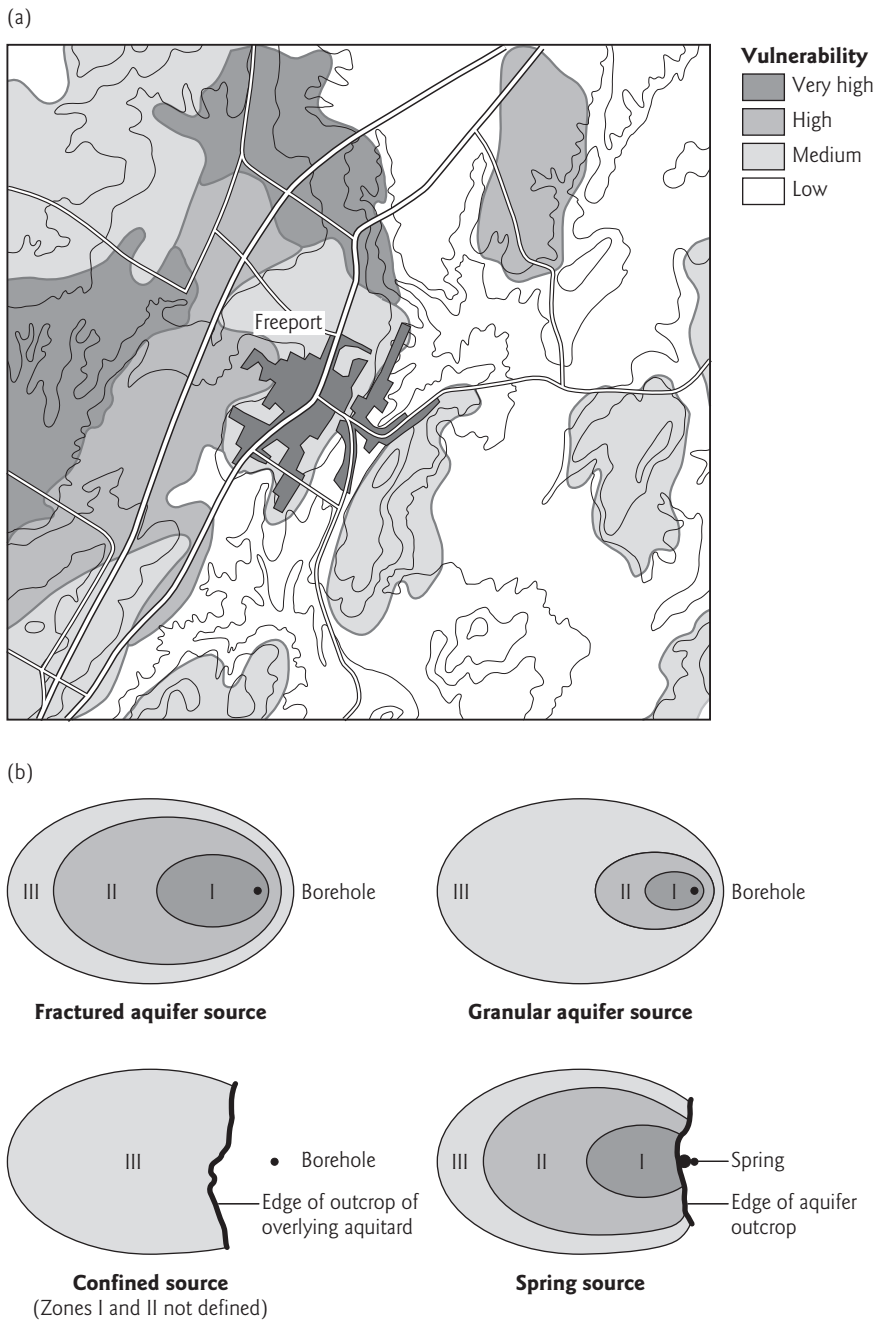 (a)
Vulnerability
Very high
High
Medium
Low
Freeport
(b)
III
II
I
Borehole
Fractured aquifer source
III
II
I
Borehole
Granular aquifer source
III
Borehole
Edge of outcrop of
overlying aquitard
Confined source
(Zones I and II not defined)
III
II
I
Spring
Edge of aquifer
outcrop
Spring source